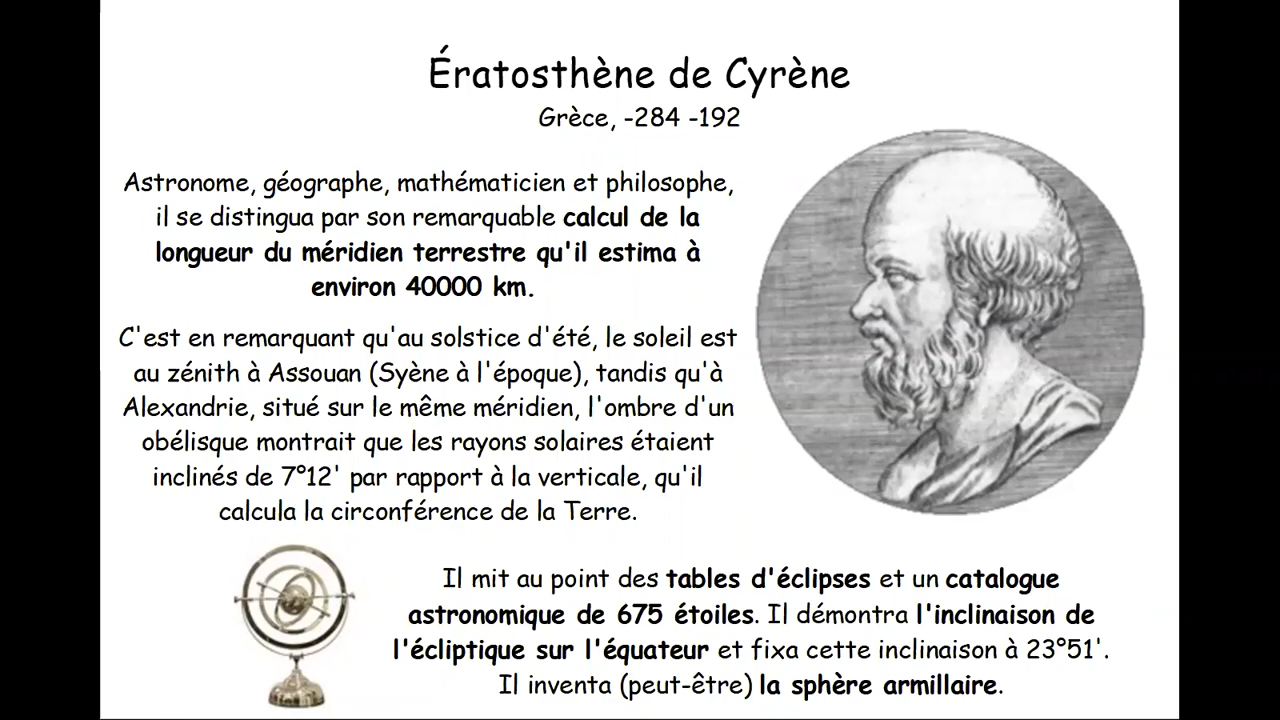 Ératosthène de Cyrène
Grèce, -284 -192
Astronome, géographe, mathématicien et philosophe,
il se distingua par son remarquable calcul de la
longueur du méridien terrestre qu'il estima à
environ 40000 km.
C'est en remarquant qu'au solstice d'été, le soleil est
au zénith à Assouan (Syène à l'époque), tandis qu'à
Alexandrie, situé sur le même méridien, l'ombre d'un
obélisque montrait que les rayons solaires étaient
inclinés de 7°12' par rapport à la verticale, qu'il
calcula la circonférence de la Terre.
Il mit au point des tables d'éclipses et un catalogue
astronomique de 675 étoiles. Il démontra l'inclinaison de
l'écliptique sur l'équateur et fixa cette inclinaison à 23°51'.
Il inventa (peut-être) la sphère armillaire.